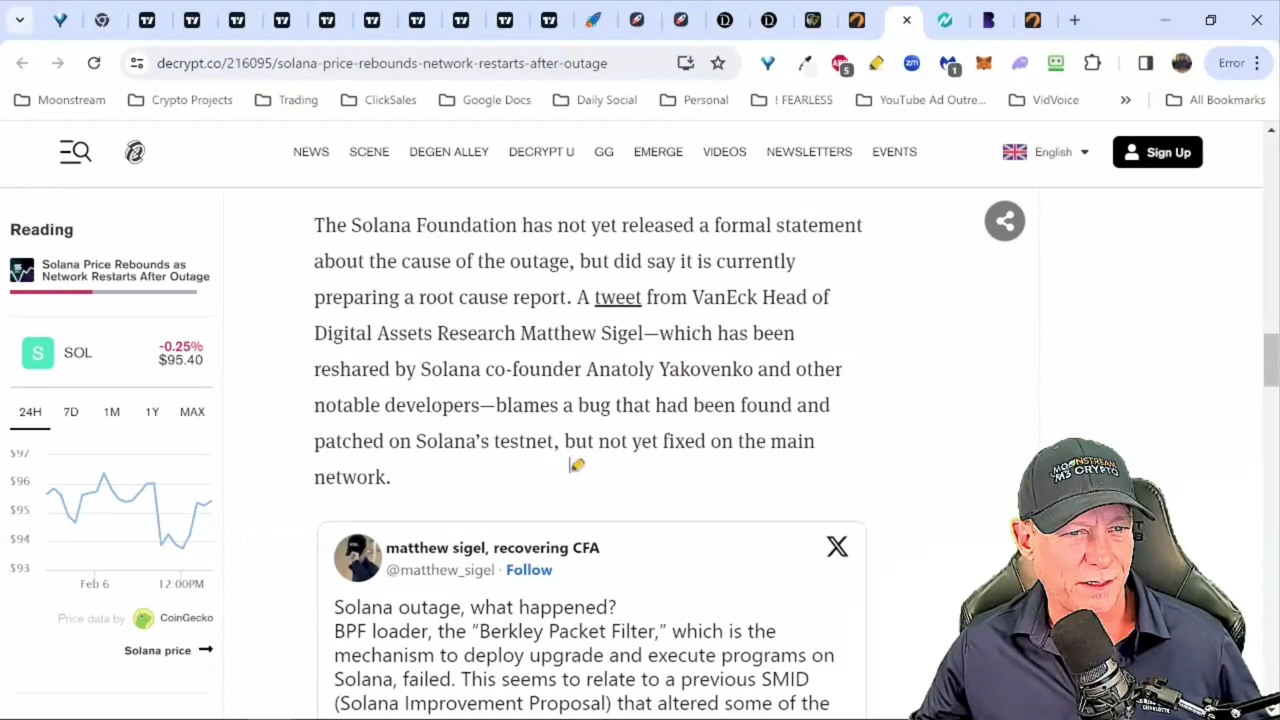 decrypt.co/216095/solana-price-rebounds-network-restarts-after-outage
5
zm
1
Error
Moonstream
Crypto Projects
Trading
ClickSales
Google Docs
Daily Social
Personal
! FEARLESS
YouTube Ad Outre...
VidVoice
All Bookmarks
NEWS
SCENE
DEGEN ALLEY
DECRYPT U
GG
EMERGE
VIDEOS
NEWSLETTERS
EVENTS
English
Sign Up
Reading
Solana Price Rebounds as
Network Restarts After Outage
S
SOL
-0.25%
$95.40
24H
7D
1M
1Y
MAX
$97
$96
$95
$94
$93
Feb 6
12:00PM
Price data by
CoinGecko
Solana price
The Solana Foundation has not yet released a formal statement
about the cause of the outage, but did say it is currently
preparing a root cause report. A tweet from VanEck Head of
Digital Assets Research Matthew Sigel—which has been
reshared by Solana co-founder Anatoly Yakovenko and other
notable developers—blames a bug that had been found and
patched on Solana's testnet, but not yet fixed on the main
network.
matthew sigel, recovering CFA
@matthew_sigel · Follow
Solana outage, what happened?
BPF loader, the “Berkley Packet Filter,” which is the
mechanism to deploy upgrade and execute programs on
Solana, failed. This seems to relate to a previous SMID
(Solana Improvement Proposal) that altered some of the
MOONSTREAM
M3 CRYPTO